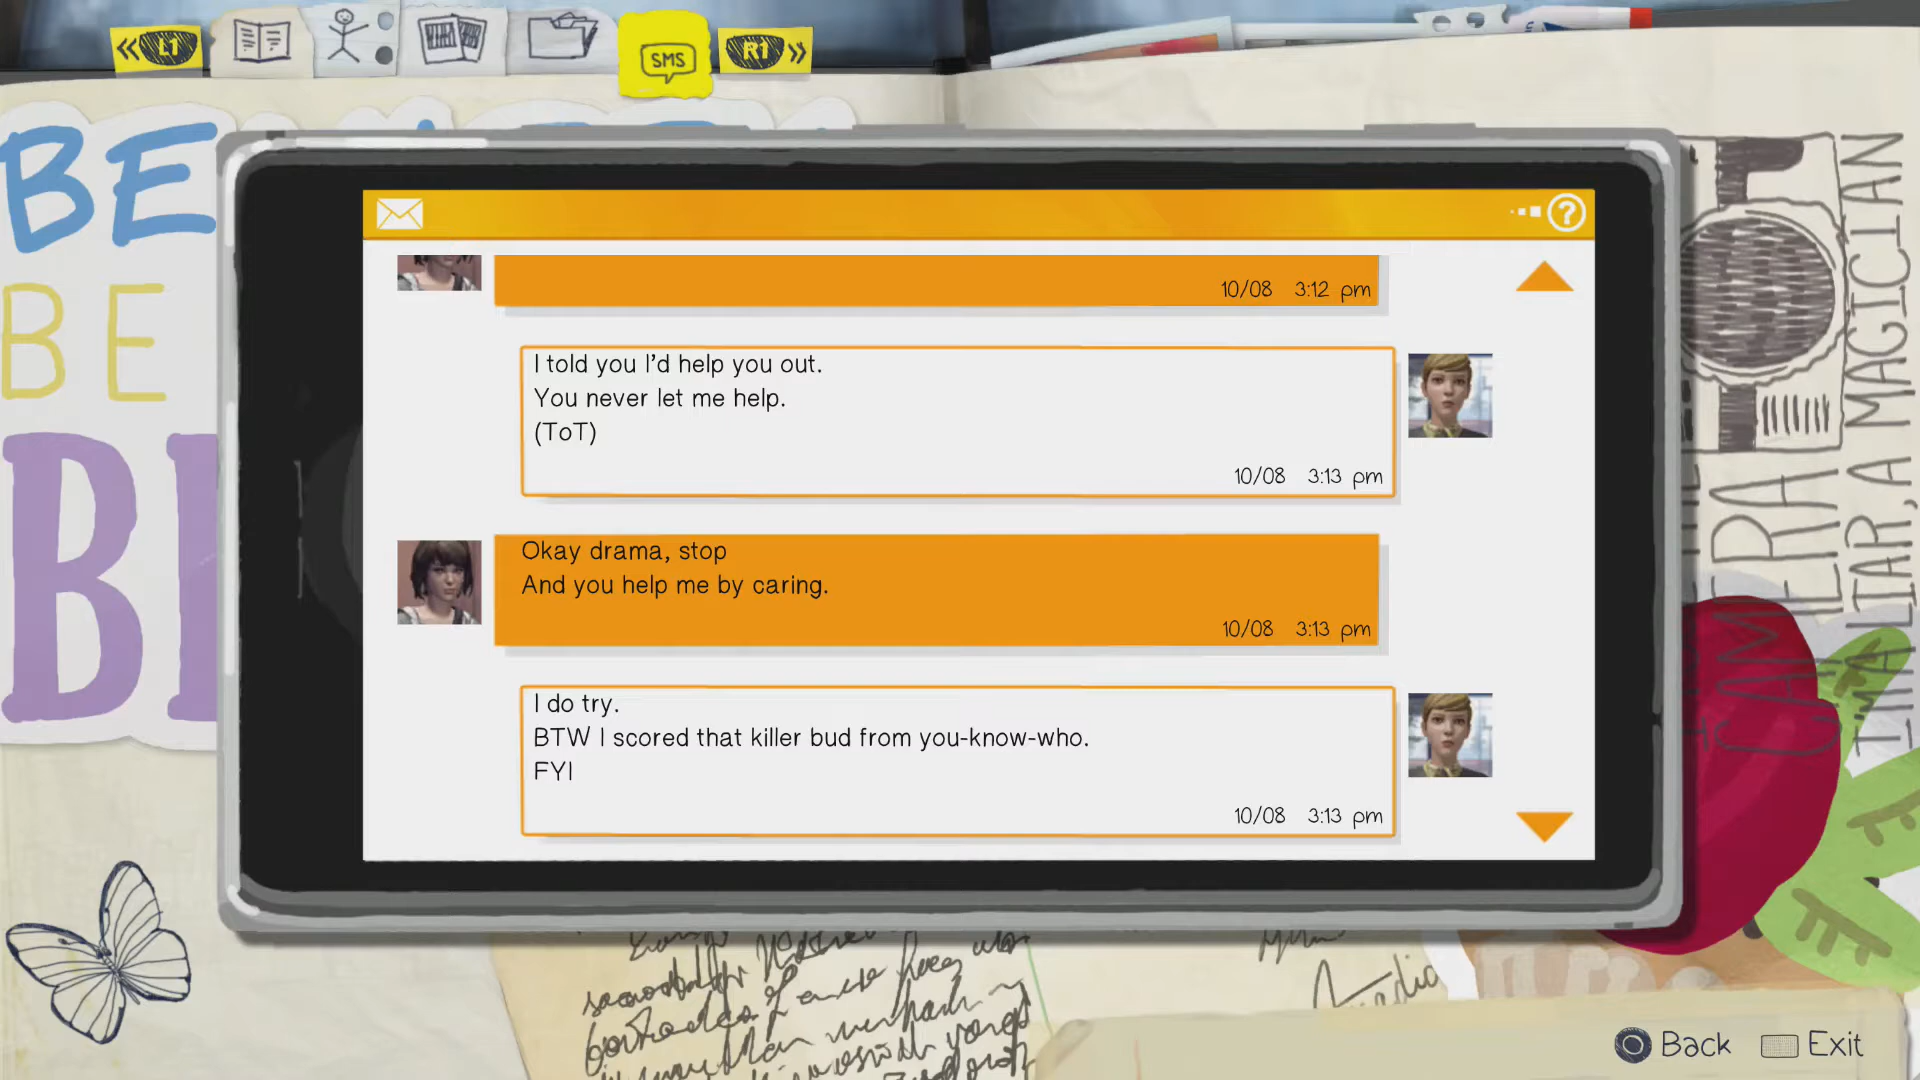 L1
SMS
R1
BE
BE
10/08 3:12 pm
I told you I'd help you out.
You never let me help.
(ToT)
10/08 3:13 pm
Okay drama, stop
And you help me by caring.
10/08 3:13 pm
I do try.
BTW I scored that killer bud from you-know-who.
FYI
10/08 3:13 pm
A MAGICIAN
Back
Exit